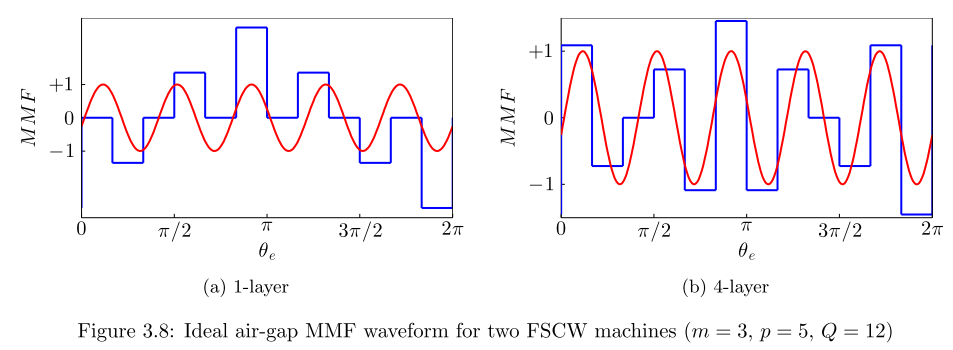 +1
0
−1
MMF
0
π/2
π
3π/2
2π
θe
(a) 1-layer
+1
0
−1
MMF
0
π/2
π
3π/2
2π
θe
(b) 4-layer
Figure 3.8: Ideal air-gap MMF waveform for two FSCW machines (m = 3, p = 5, Q = 12)